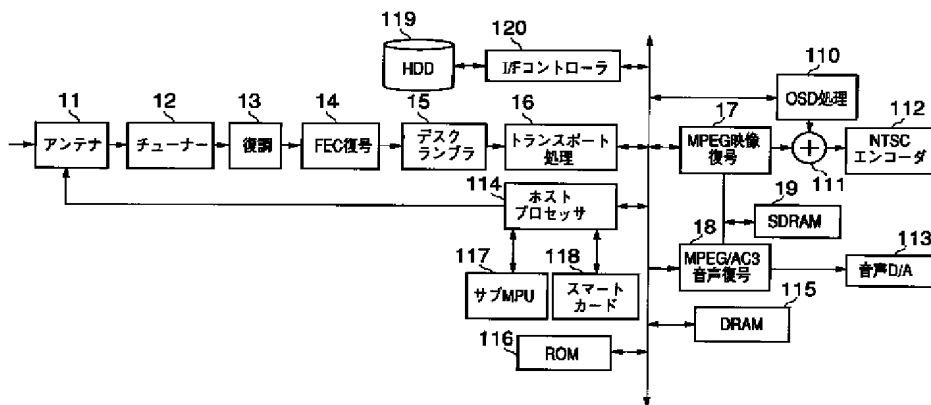 119
HDD
120
I/Fコントローラ
110
OSD処理
11
アンテナ
12
チューナー
13
復調
14
FEC復号
15
デスク
ランブラ
16
トランスポート
処理
17
MPEG映像
復号
111
112
NTSC
エンコーダ
114
ホスト
プロセッサ
19
SDRAM
18
MPEG/AC3
音声復号
113
音声D/A
117
サブMPU
118
スマート
カード
115
DRAM
116
ROM